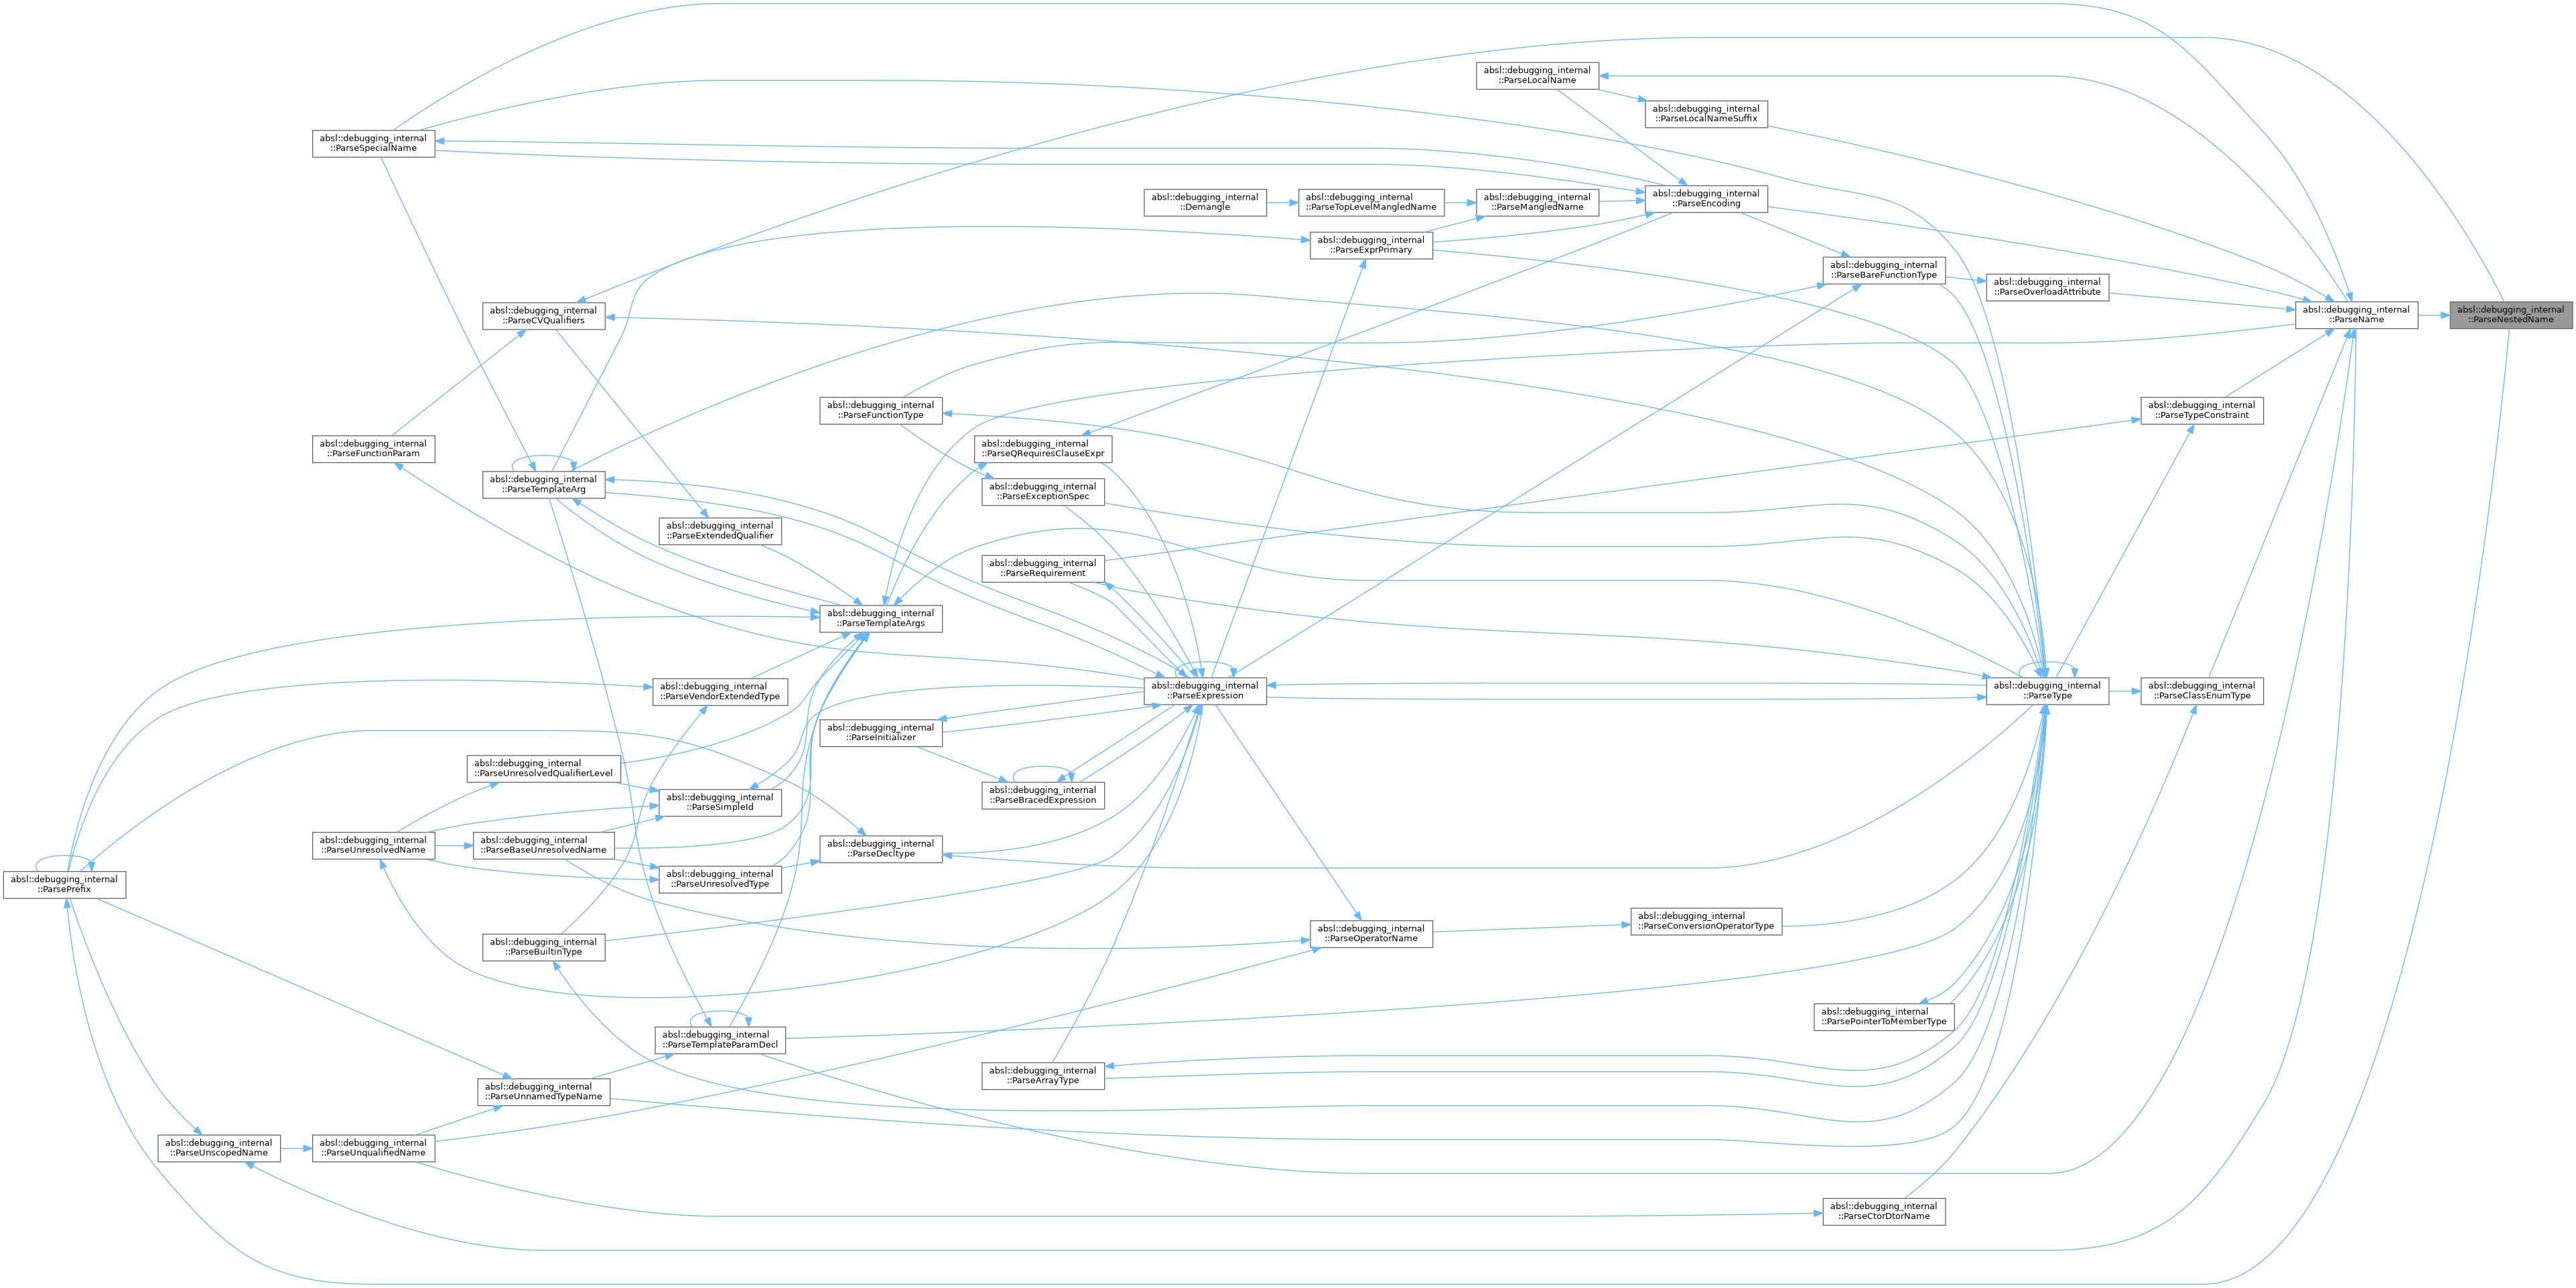 absl::debugging_internal
::ParseLocalName
absl::debugging_internal
::ParseLocalNameSuffix
absl::debugging_internal
::ParseSpecialName
absl::debugging_internal
::Demangle
absl::debugging_internal
::ParseTopLevelMangledName
absl::debugging_internal
::ParseMangledName
absl::debugging_internal
::ParseEncoding
absl::debugging_internal
::ParseExprPrimary
absl::debugging_internal
::ParseBareFunctionType
absl::debugging_internal
::ParseOverloadAttribute
absl::debugging_internal
::ParseCVQualifiers
absl::debugging_internal
::ParseName
absl::debugging_internal
::ParseNestedName
absl::debugging_internal
::ParseFunctionType
absl::debugging_internal
::ParseTypeConstraint
absl::debugging_internal
::ParseFunctionParam
absl::debugging_internal
::ParseQRequiresClauseExpr
absl::debugging_internal
::ParseTemplateArg
absl::debugging_internal
::ParseExceptionSpec
absl::debugging_internal
::ParseExtendedQualifier
absl::debugging_internal
::ParseRequirement
absl::debugging_internal
::ParseTemplateArgs
absl::debugging_internal
::ParseVendorExtendedType
absl::debugging_internal
::ParseExpression
absl::debugging_internal
::ParseType
absl::debugging_internal
::ParseClassEnumType
absl::debugging_internal
::ParseInitializer
absl::debugging_internal
::ParseUnresolvedQualifierLevel
absl::debugging_internal
::ParseSimpleId
absl::debugging_internal
::ParseBracedExpression
absl::debugging_internal
::ParseUnresolvedName
absl::debugging_internal
::ParseBaseUnresolvedName
absl::debugging_internal
::ParseDecltype
absl::debugging_internal
::ParsePrefix
absl::debugging_internal
::ParseUnresolvedType
absl::debugging_internal
::ParseBuiltinType
absl::debugging_internal
::ParseOperatorName
absl::debugging_internal
::ParseConversionOperatorType
absl::debugging_internal
::ParsePointerToMemberType
absl::debugging_internal
::ParseTemplateParamDecl
absl::debugging_internal
::ParseArrayType
absl::debugging_internal
::ParseUnnamedTypeName
absl::debugging_internal
::ParseUnscopedName
absl::debugging_internal
::ParseUnqualifiedName
absl::debugging_internal
::ParseCtorDtorName